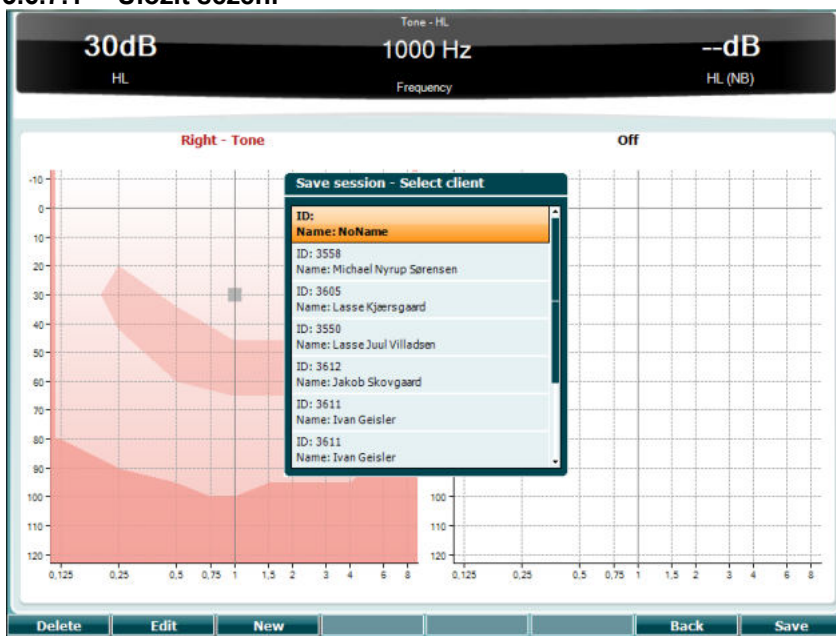 Uložit sezení
Tone - HL
30dB
1000 Hz
--dB
HL
Frequency
HL (NB)
Right - Tone
Off
Save session - Select client
ID:
Name: NoName
ID: 3558
Name: Michael Nyrup Sørensen
ID: 3605
Name: Lasse Kjærsgaard
ID: 3550
Name: Lasse Juul Villadsen
ID: 3612
Name: Jakob Skovgaard
ID: 3611
Name: Ivan Geisler
ID: 3611
Name: Ivan Geisler
-10
0
10
20
30
40
50
60
70
80
90
100
110
120
100
110
120
0,125 0,25 0,5 0,75 1 1,5 2 3 4 6 8
0,125 0,25 0,5 0,75 1 1,5 2 3 4 6 8
Delete Edit New Back Save